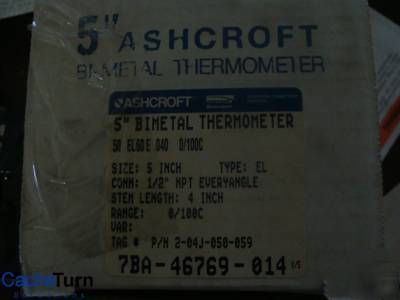 5" ASHCROFT
BI-METAL THERMOMETER
ASHCROFT
5" BIMETAL THERMOMETER
50 EL60E 040 0/100C
SIZE: 5 INCH TYPE: EL
CONN: 1/2" NPT EVERYANGLE
STEM LENGTH: 4 INCH
RANGE: 0/100C
VAR:
TAG # P/N 2-04J-050-059
7BA-46769-014
CacheTurn